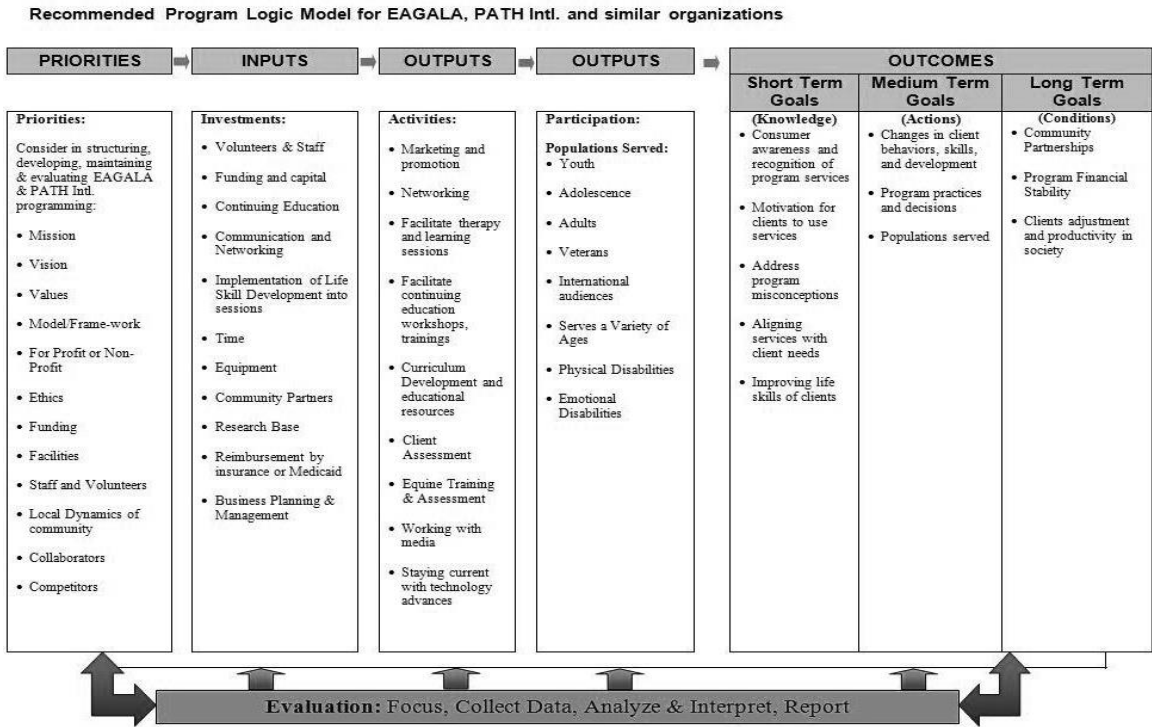 Recommended Program Logic Model for EAGALA, PATH Intl. and similar organizations
PRIORITIES
INPUTS
OUTPUTS
OUTPUTS
OUTCOMES
Short Term
Goals
Medium Term
Goals
Long Term
Goals
Priorities:
Consider in structuring,
developing, maintaining
& evaluating EAGALA
& PATH Intl.
programming:
• Mission
• Vision
• Values
• Model/Frame-work
• For Profit or Non-
Profit
• Ethics
• Funding
• Facilities
• Staff and Volunteers
• Local Dynamics of
community
• Collaborators
• Competitors
Investments:
• Volunteers & Staff
• Funding and capital
• Continuing Education
• Communication and
Networking
• Implementation of Life
Skill Development into
sessions
• Time
• Equipment
• Community Partners
• Research Base
• Reimbursement by
insurance or Medicaid
• Business Planning &
Management
Activities:
• Marketing and
promotion
• Networking
• Facilitate therapy
and learning
sessions
• Facilitate
continuing
education
workshops,
trainings
• Curriculum
Development and
educational
resources
• Client
Assessment
• Equine Training
& Assessment
• Working with
media
• Staying current
with technology
advances
Participation:
Populations Served:
• Youth
• Adolescence
• Adults
• Veterans
• International
audiences
• Serves a Variety of
Ages
• Physical Disabilities
• Emotional
Disabilities
(Knowledge)
• Consumer
awareness and
recognition of
program services
• Motivation for
clients to use
services
• Address
program
misconceptions
• Aligning
services with
client needs
• Improving life
skills of clients
(Actions)
• Changes in client
behaviors, skills,
and development
• Program practices
and decisions
• Populations served
(Conditions)
• Community
Partnerships
• Program Financial
Stability
• Clients adjustment
and productivity in
society
Evaluation: Focus, Collect Data, Analyze & Interpret, Report